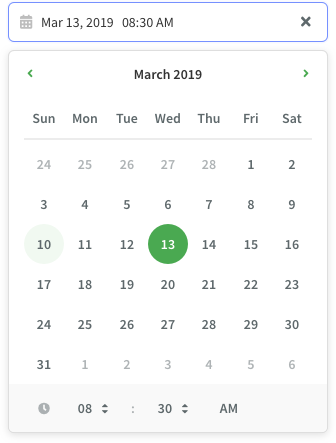 Mar 13, 2019 08:30 AM
March 2019
Sun Mon Tue Wed Thu Fri Sat
24 25 26 27 28 1 2
3 4 5 6 7 8 9
10 11 12 13 14 15 16
17 18 19 20 21 22 23
24 25 26 27 28 29 30
31 1 2 3 4 5 6
08 : 30 AM